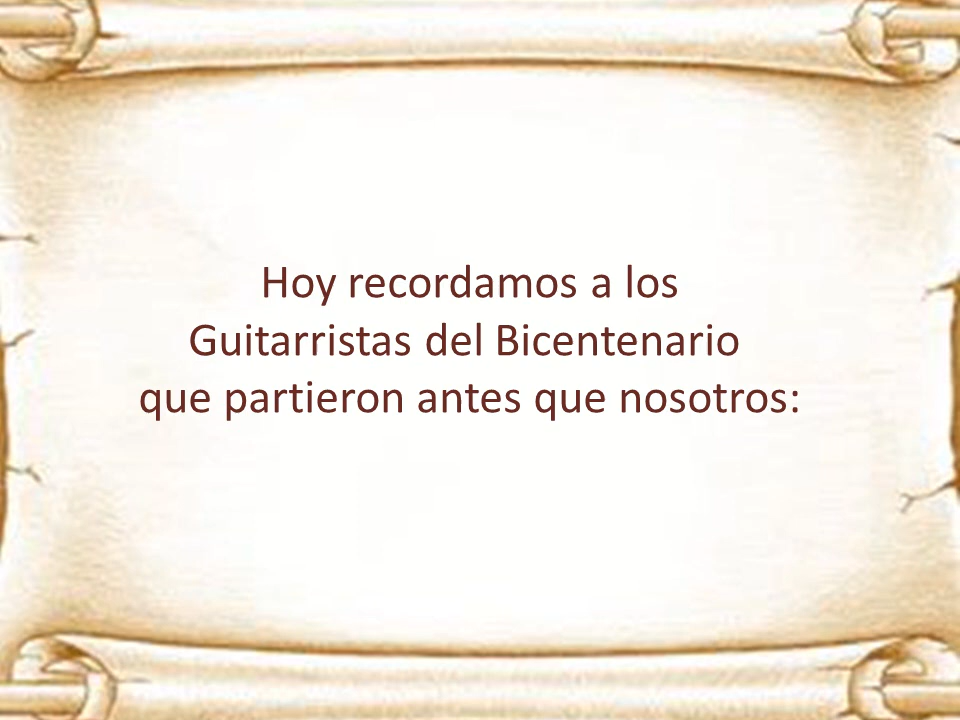 Hoy recordamos a los
Guitarristas del Bicentenario
que partieron antes que nosotros: